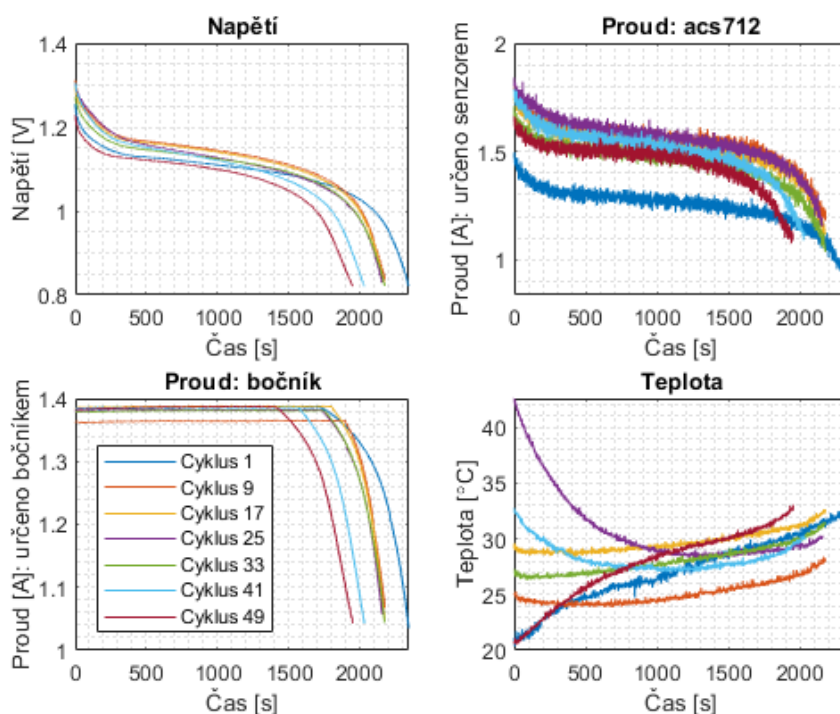 Napětí
1.4
1.2
1
0.8
Napětí [V]
0 500 1000 1500 2000
Čas [s]
Proud: acs712
2
1.5
1
Proud [A]: určeno senzorem
0 500 1000 1500 2000
Čas [s]
Proud: bočník
1.4
1.3
1.2
1.1
1
Proud [A]: určeno bočníkem
Cyklus 1
Cyklus 9
Cyklus 17
Cyklus 25
Cyklus 33
Cyklus 41
Cyklus 49
0 500 1000 1500 2000
Čas [s]
Teplota
40
35
30
25
20
Teplota [°C]
0 500 1000 1500 2000
Čas [s]